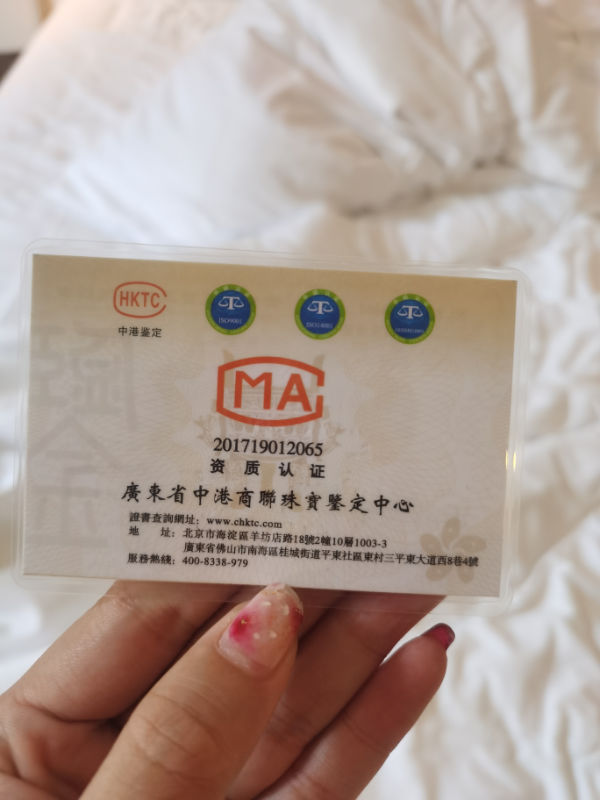 HKTC
中港鉴定
ISO9001
MA
201719012065
资质认证
廣東省中港商聯珠寶鑒定中心
證書查詢網址：www.chktc.com
地　址：北京市海淀區羊坊店路18號2幢10層1003-3
廣東省佛山市南海區桂城街道平東社區東村三平東大道西8巷4號
服務熱綫：400-8338-979